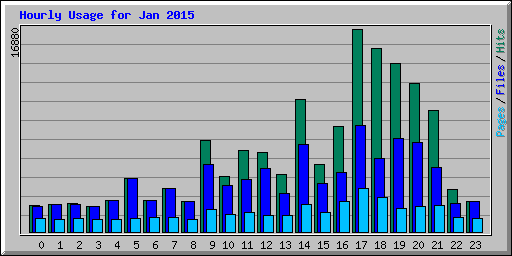 Hourly Usage for Jan 2015
16880
Pages / Files / Hits
0 1 2 3 4 5 6 7 8 9 10 11 12 13 14 15 16 17 18 19 20 21 22 23